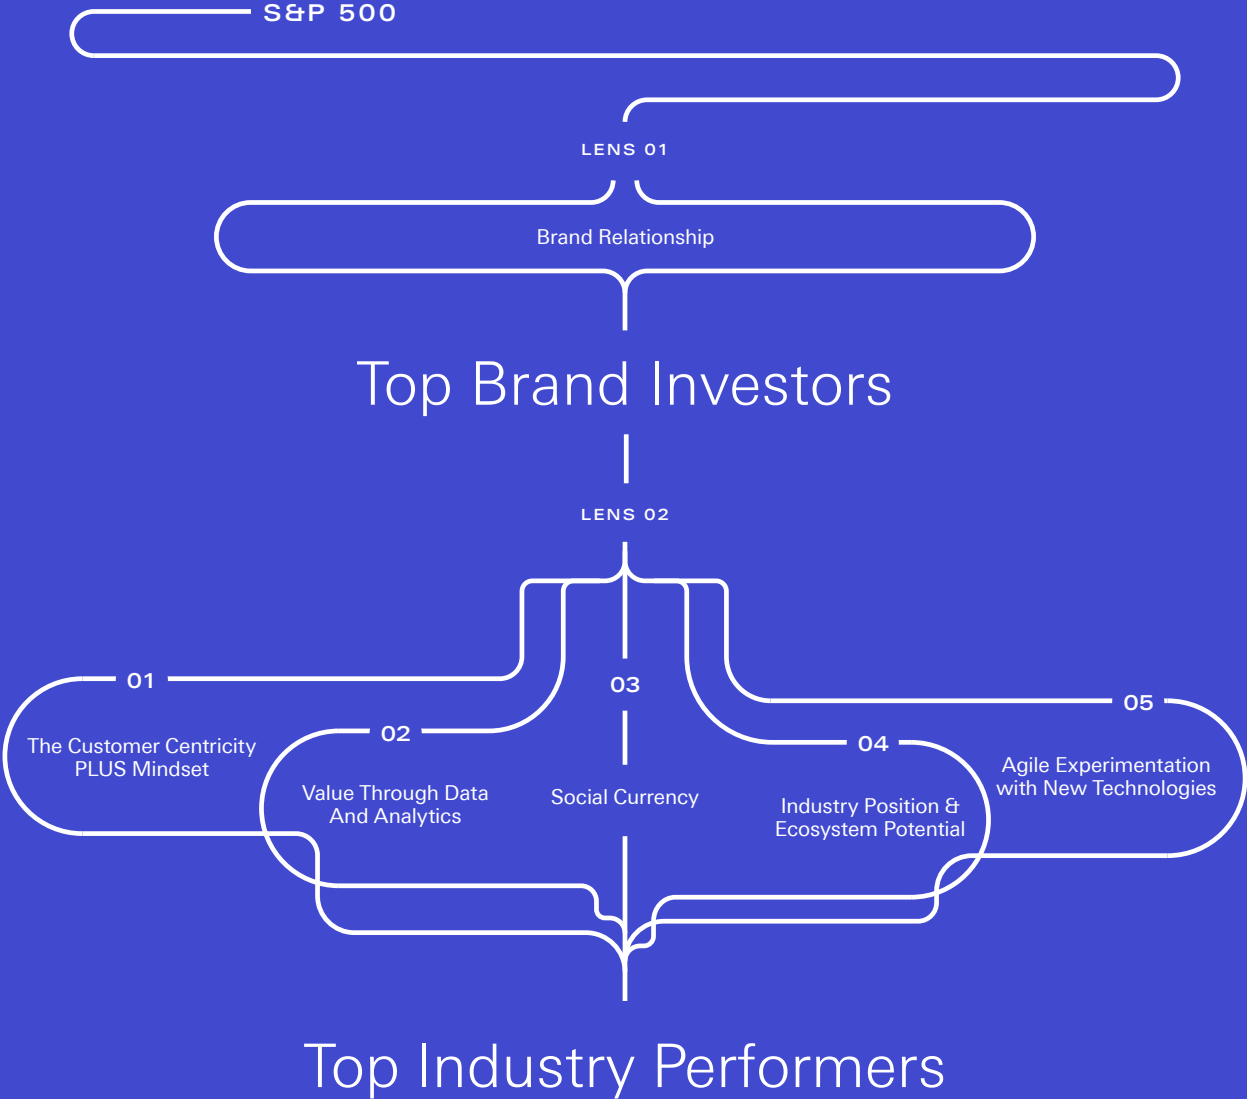 S&P 500
LENS 01
Brand Relationship
Top Brand Investors
LENS 02
01
The Customer Centricity
PLUS Mindset
02
Value Through Data
And Analytics
03
Social Currency
04
Industry Position &
Ecosystem Potential
05
Agile Experimentation
with New Technologies
Top Industry Performers